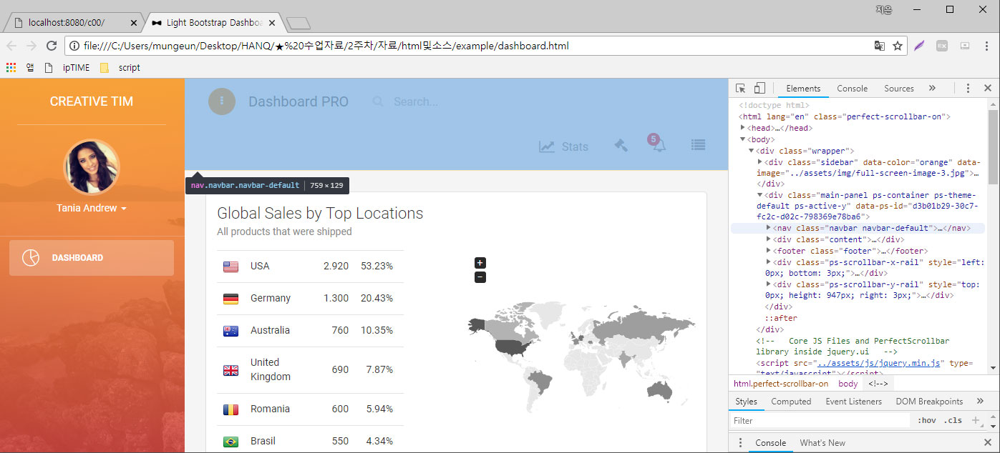 지은
localhost:8080/c00/
Light Bootstrap Dashbo
file:///C:/Users/mungeun/Desktop/HANQ/★%20수업자료/2주차/자료/html및소스/example/dashboard.html
앱 ipTIME script
CREATIVE TIM
Tania Andrew
DASHBOARD
Dashboard PRO Search...
Stats 5
nav.navbar.navbar-default 759 × 129
Global Sales by Top Locations
All products that were shipped
USA 2.920 53.23%
Germany 1.300 20.43%
Australia 760 10.35%
United
Kingdom 690 7.87%
Romania 600 5.94%
Brasil 550 4.34%
+
−
Elements Console Sources »
<!doctype html>
<html lang="en" class="perfect-scrollbar-on">
<head>…</head>
<body>
<div class="wrapper">
<div class="sidebar" data-color="orange" data-
image="../assets/img/full-screen-image-3.jpg">…
</div>
<div class="main-panel ps-container ps-theme-
default ps-active-y" data-ps-id="d3b01b29-30c7-
fc2c-d02c-798369e78ba6">
<nav class="navbar navbar-default">…</nav>
<div class="content">…</div>
<footer class="footer">…</footer>
<div class="ps-scrollbar-x-rail" style="left:
0px; bottom: 3px;">…</div>
<div class="ps-scrollbar-y-rail" style="top:
0px; height: 947px; right: 3px;">…</div>
</div>
::after
</div>
<!-- Core JS Files and PerfectScrollbar
library inside jquery.ui -->
<script src="../assets/js/jquery.min.js" type=
"text/javascript"></script>
html.perfect-scrollbar-on body <!-->
Styles Computed Event Listeners DOM Breakpoints »
Filter :hov .cls +
Console What's New